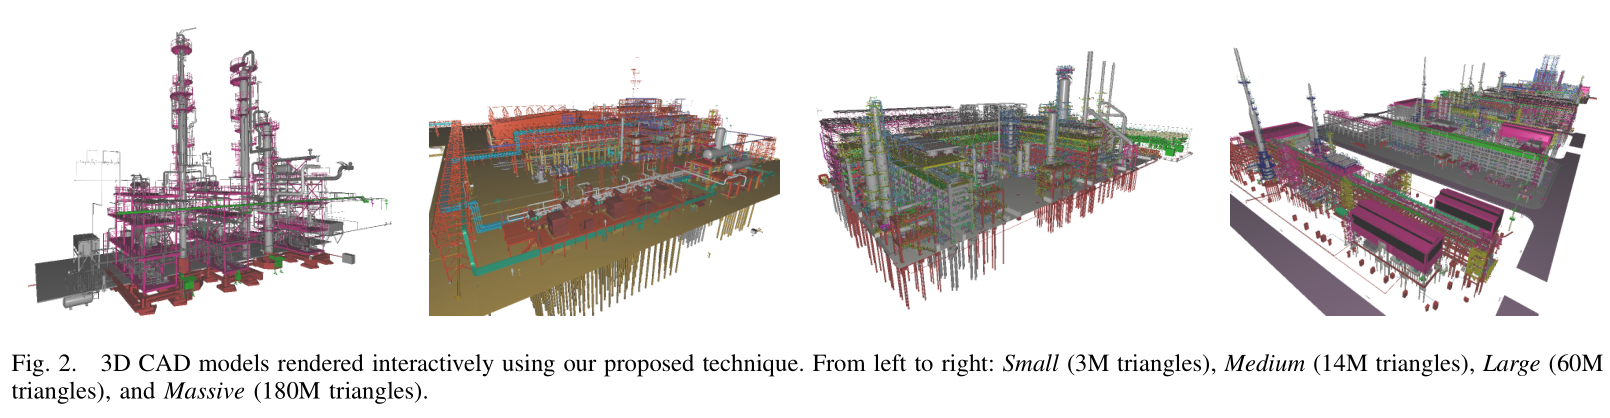 Fig. 2. 3D CAD models rendered interactively using our proposed technique. From left to right: Small (3M triangles), Medium (14M triangles), Large (60M
triangles), and Massive (180M triangles).